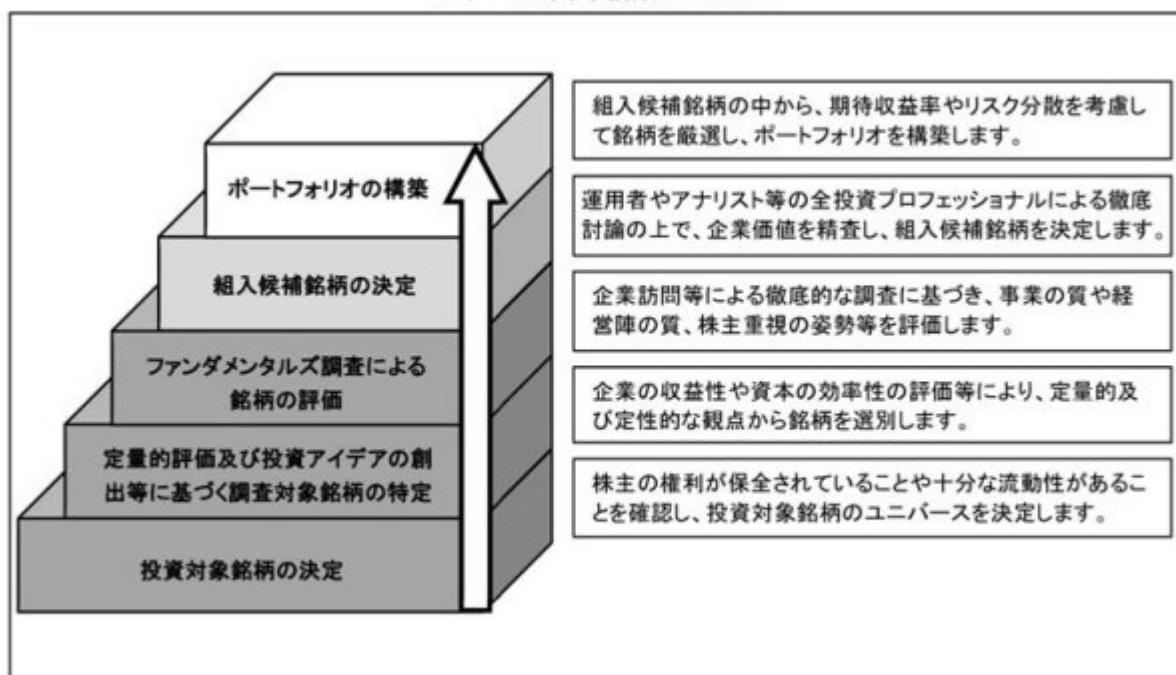 組入候補銘柄の中から、期待収益率やリスク分散を考慮し
て銘柄を厳選し、ポートフォリオを構築します。
ポートフォリオの構築
運用者やアナリスト等の全投資プロフェッショナルによる徹底
討論の上で、企業価値を精査し、組入候補銘柄を決定します。
組入候補銘柄の決定
企業訪問等による徹底的な調査に基づき、事業の質や経
営陣の質、株主重視の姿勢等を評価します。
ファンダメンタルズ調査による
銘柄の評価
企業の収益性や資本の効率性の評価等により、定量的及
び定性的な観点から銘柄を選別します。
定量的評価及び投資アイデアの創
出等に基づく調査対象銘柄の特定
株主の権利が保全されていることや十分な流動性があるこ
とを確認し、投資対象銘柄のユニバースを決定します。
投資対象銘柄の決定